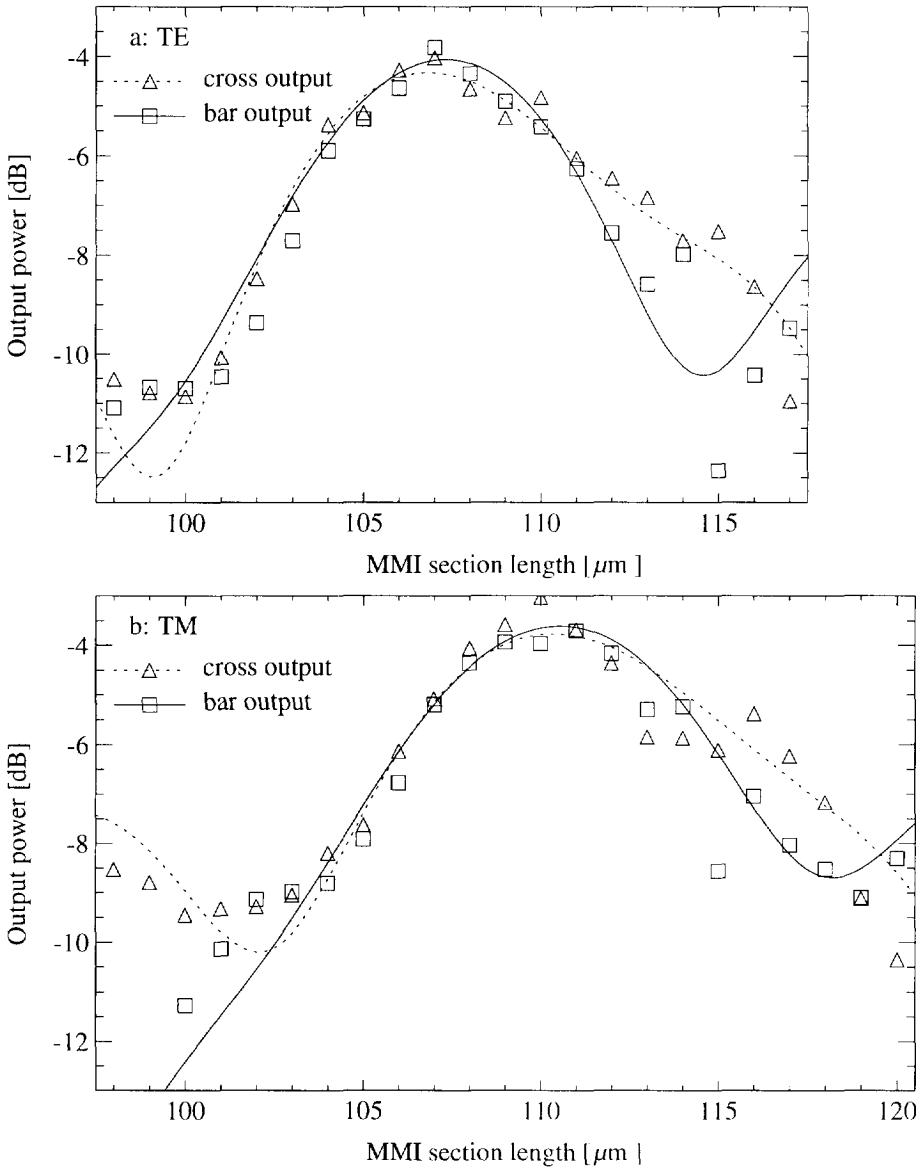 a: TE
cross output
bar output
-4
-6
-8
-10
-12
Output power [dB]
100
105
110
115
MMI section length [ µm ]
b: TM
cross output
bar output
-4
-6
-8
-10
-12
Output power [dB]
100
105
110
115
120
MMI section length [ µm ]